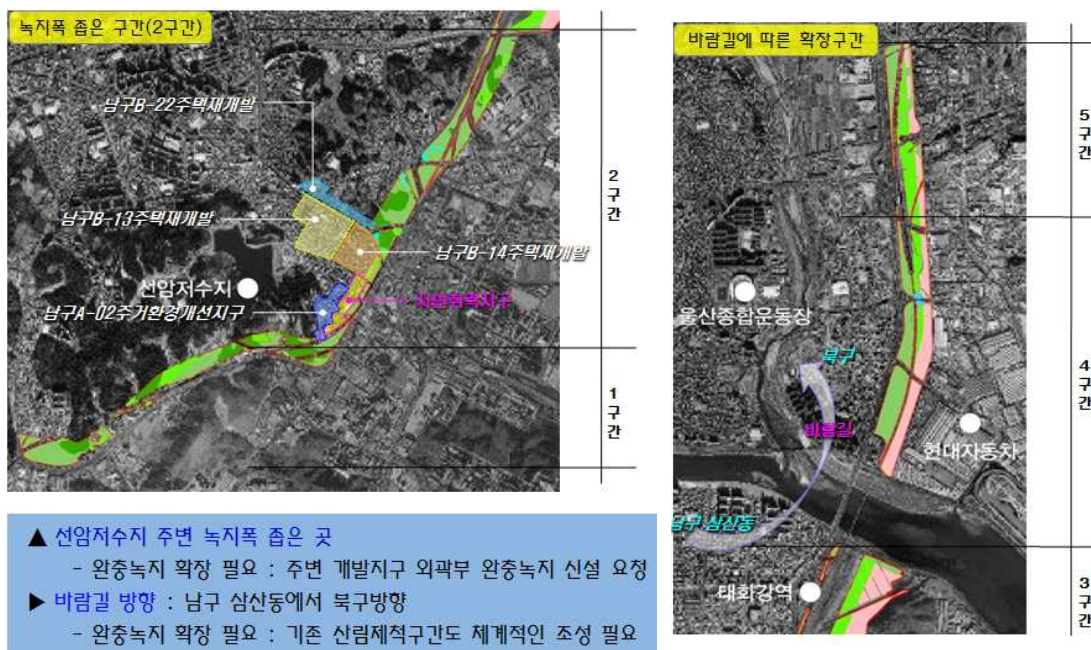 녹지폭 좁은 구간(2구간)
남구B-22주택재개발
남구B-13주택재개발
남구B-14주택재개발
선암저수지
자연취락지구
남구A-02주거환경개선지구
2구간
1구간
바람길에 따른 확장구간
울산종합운동장
북구
바람길
현대자동차
남구 삼산동
태화강역
5구간
4구간
3구간
▲ 선암저수지 주변 녹지폭 좁은 곳
- 완충녹지 확장 필요 : 주변 개발지구 외곽부 완충녹지 신설 요청
▶ 바람길 방향 : 남구 삼산동에서 북구방향
- 완충녹지 확장 필요 : 기존 산림제척구간도 체계적인 조성 필요